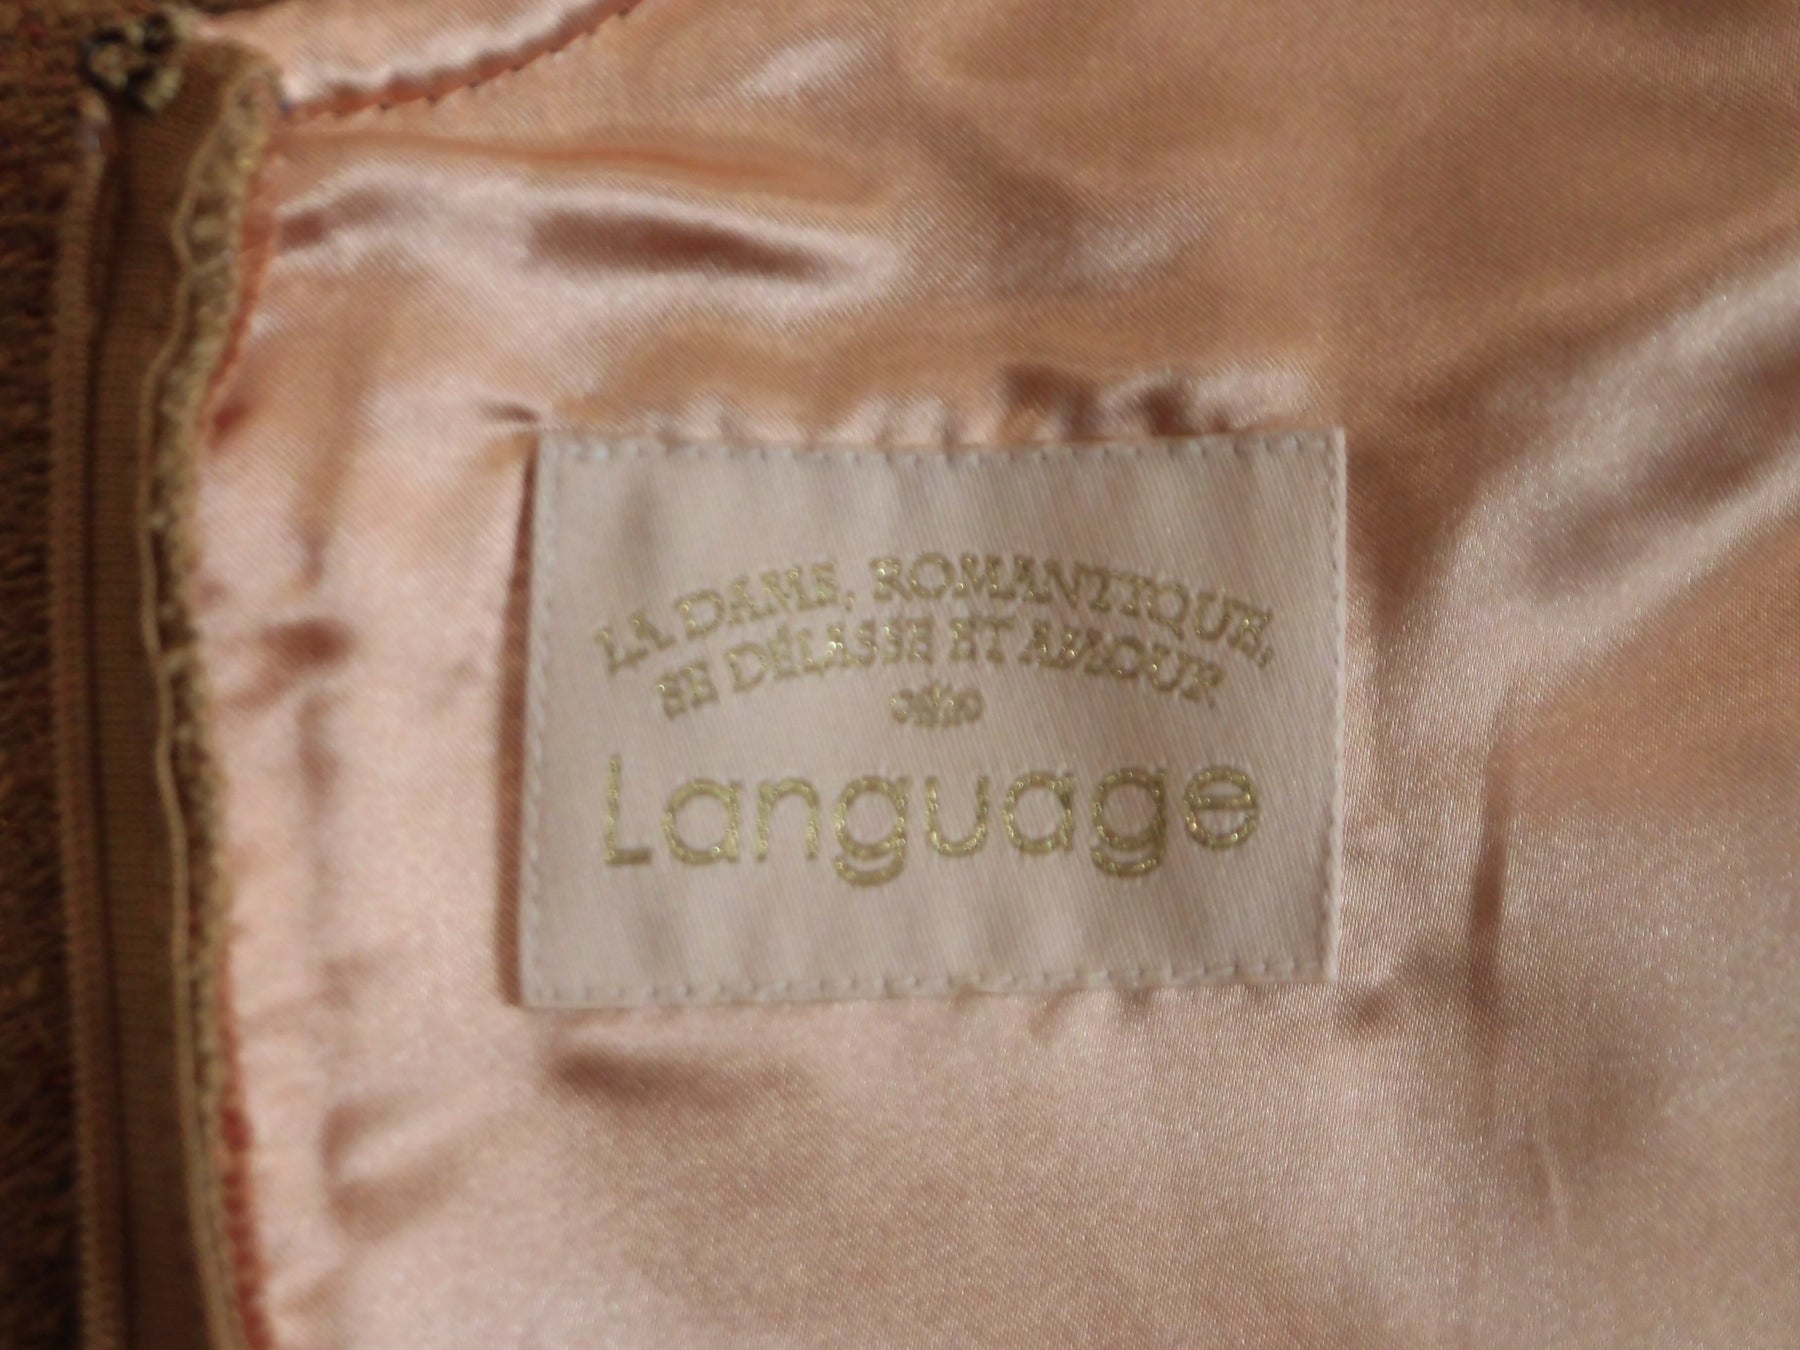 LA DAME, ROMANTIQUE,
SE DÉLASSE ET AMOUR
Language